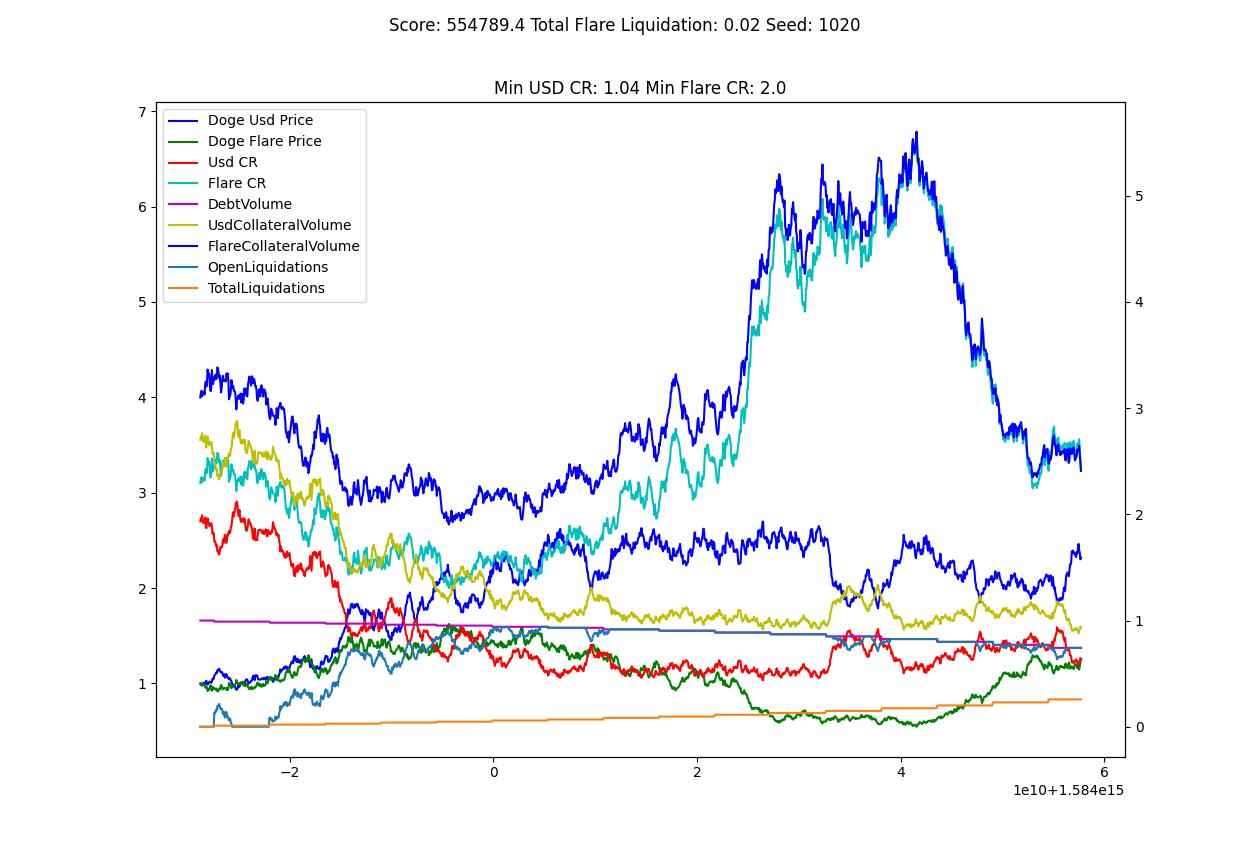 Score: 554789.4 Total Flare Liquidation: 0.02 Seed: 1020
Min USD CR: 1.04 Min Flare CR: 2.0
7
6
5
4
3
2
1
Doge Usd Price
Doge Flare Price
Usd CR
Flare CR
DebtVolume
UsdCollateralVolume
FlareCollateralVolume
OpenLiquidations
TotalLiquidations
5
4
3
2
1
0
−2
0
2
4
6
1e10+1.584e15